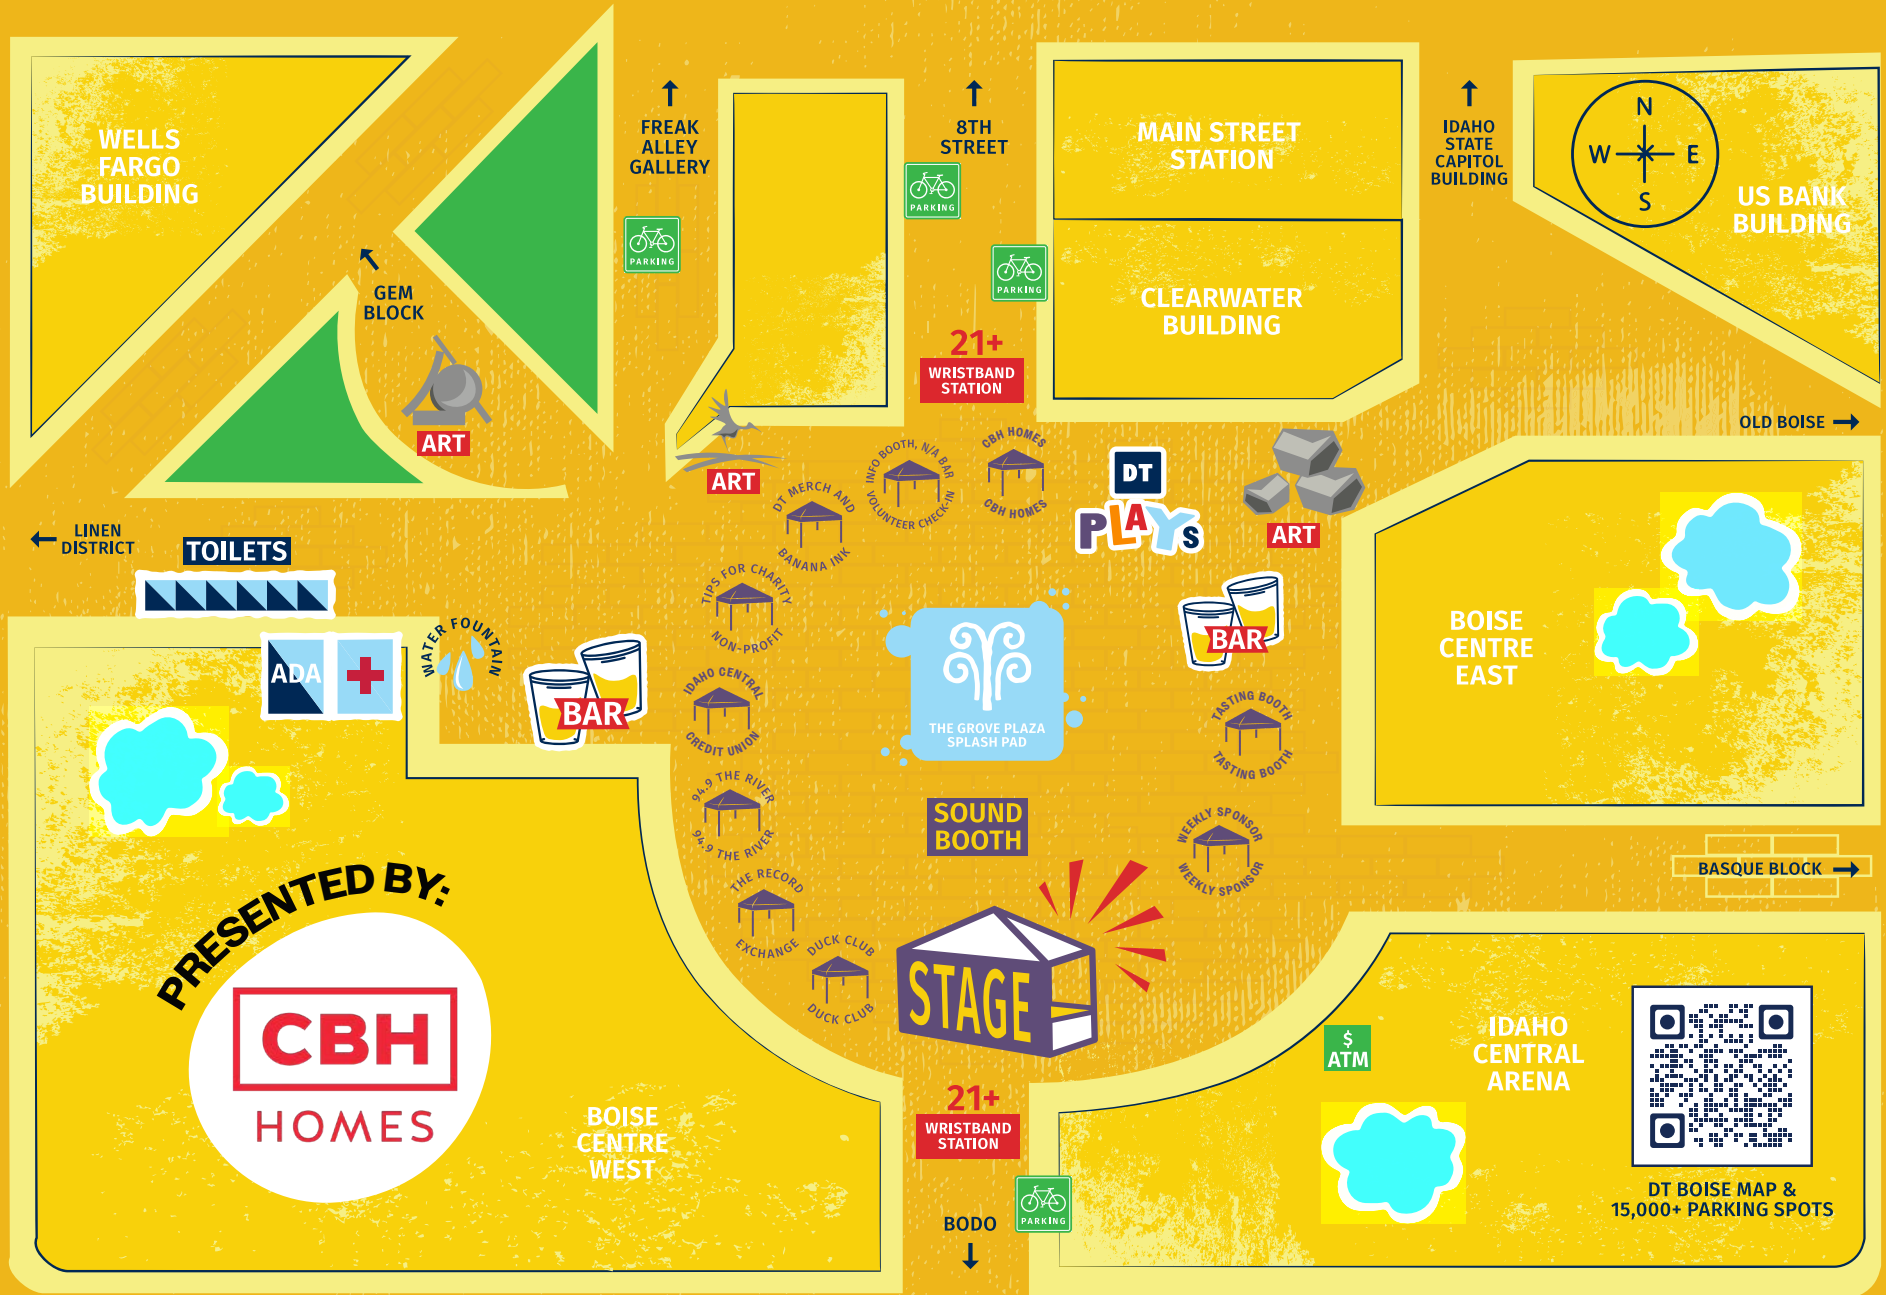 WELLS
FARGO
BUILDING
FREAK
ALLEY
GALLERY
PARKING
8TH
STREET
PARKING
PARKING
MAIN STREET
STATION
CLEARWATER
BUILDING
IDAHO
STATE
CAPITOL
BUILDING
N
W E
S
US BANK
BUILDING
GEM
BLOCK
ART
21+
WRISTBAND
STATION
OLD BOISE
ART
DT MERCH AND
BANANA INK
INFO BOOTH, N/A BAR
VOLUNTEER CHECK-IN
CBH HOMES
CBH HOMES
DT
PLAYS
ART
LINEN
DISTRICT
TOILETS
ADA
WATER FOUNTAIN
BAR
TIPS FOR CHARITY
NON-PROFIT
IDAHO CENTRAL
CREDIT UNION
THE GROVE PLAZA
SPLASH PAD
BAR
TASTING BOOTH
TASTING BOOTH
BOISE
CENTRE
EAST
94.9 THE RIVER
94.9 THE RIVER
SOUND
BOOTH
WEEKLY SPONSOR
WEEKLY SPONSOR
BASQUE BLOCK
THE RECORD
EXCHANGE
DUCK CLUB
DUCK CLUB
STAGE
PRESENTED BY:
CBH
HOMES
BOISE
CENTRE
WEST
21+
WRISTBAND
STATION
PARKING
BODO
$
ATM
IDAHO
CENTRAL
ARENA
DT BOISE MAP &
15,000+ PARKING SPOTS